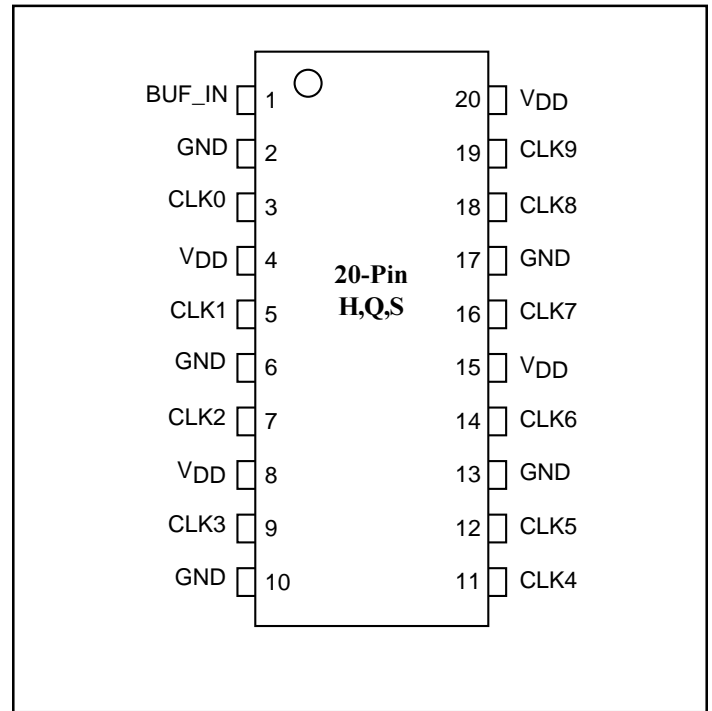 BUF_IN 1 20 VDD
GND 2 19 CLK9
CLK0 3 18 CLK8
VDD 4 17 GND
20-Pin
H,Q,S
CLK1 5 16 CLK7
GND 6 15 VDD
CLK2 7 14 CLK6
VDD 8 13 GND
CLK3 9 12 CLK5
GND 10 11 CLK4